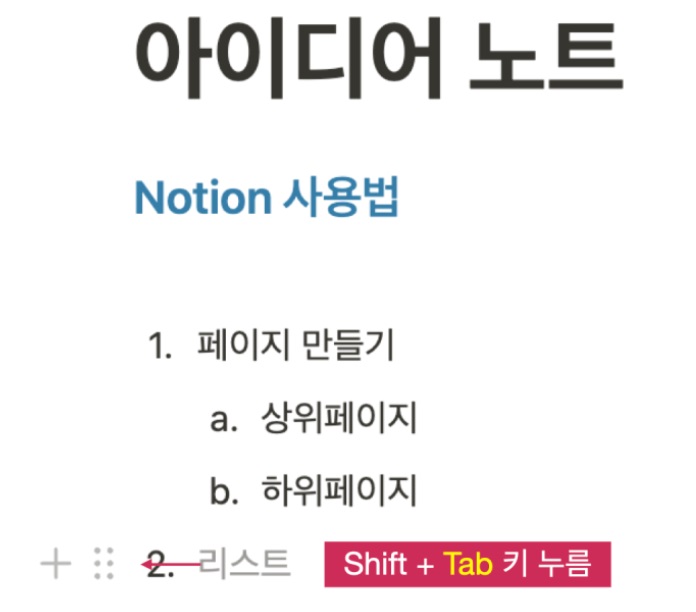 아이디어 노트
Notion 사용법
1. 페이지 만들기
a. 상위페이지
b. 하위페이지
2. 리스트 Shift + Tab 키 누름